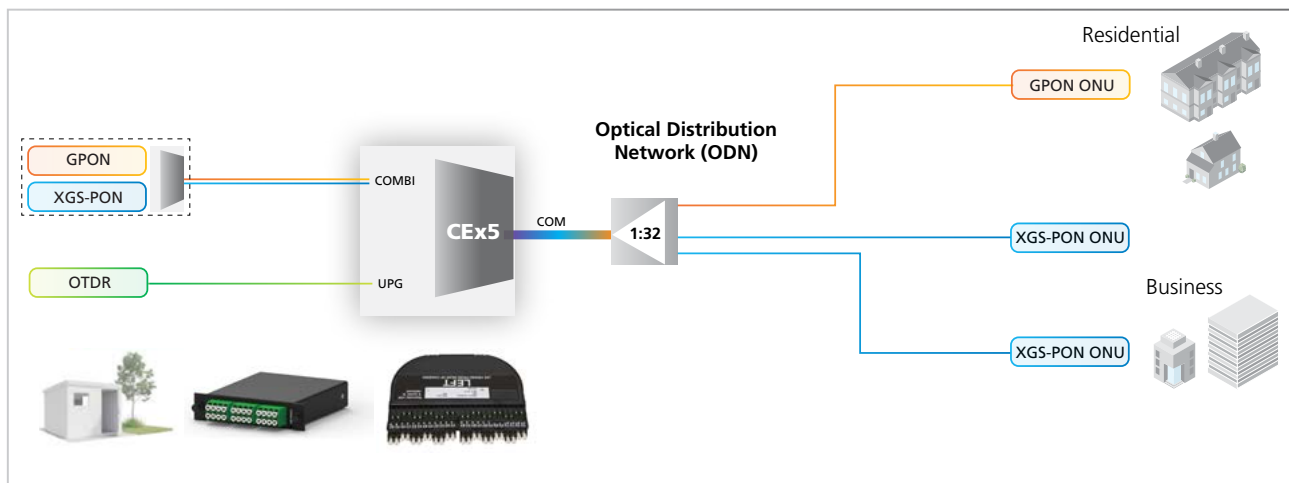 Residential
GPON ONU
Optical Distribution
Network (ODN)
GPON
XGS-PON
COMBI
CEx5
COM
1:32
XGS-PON ONU
OTDR
UPG
Business
XGS-PON ONU
LEFT